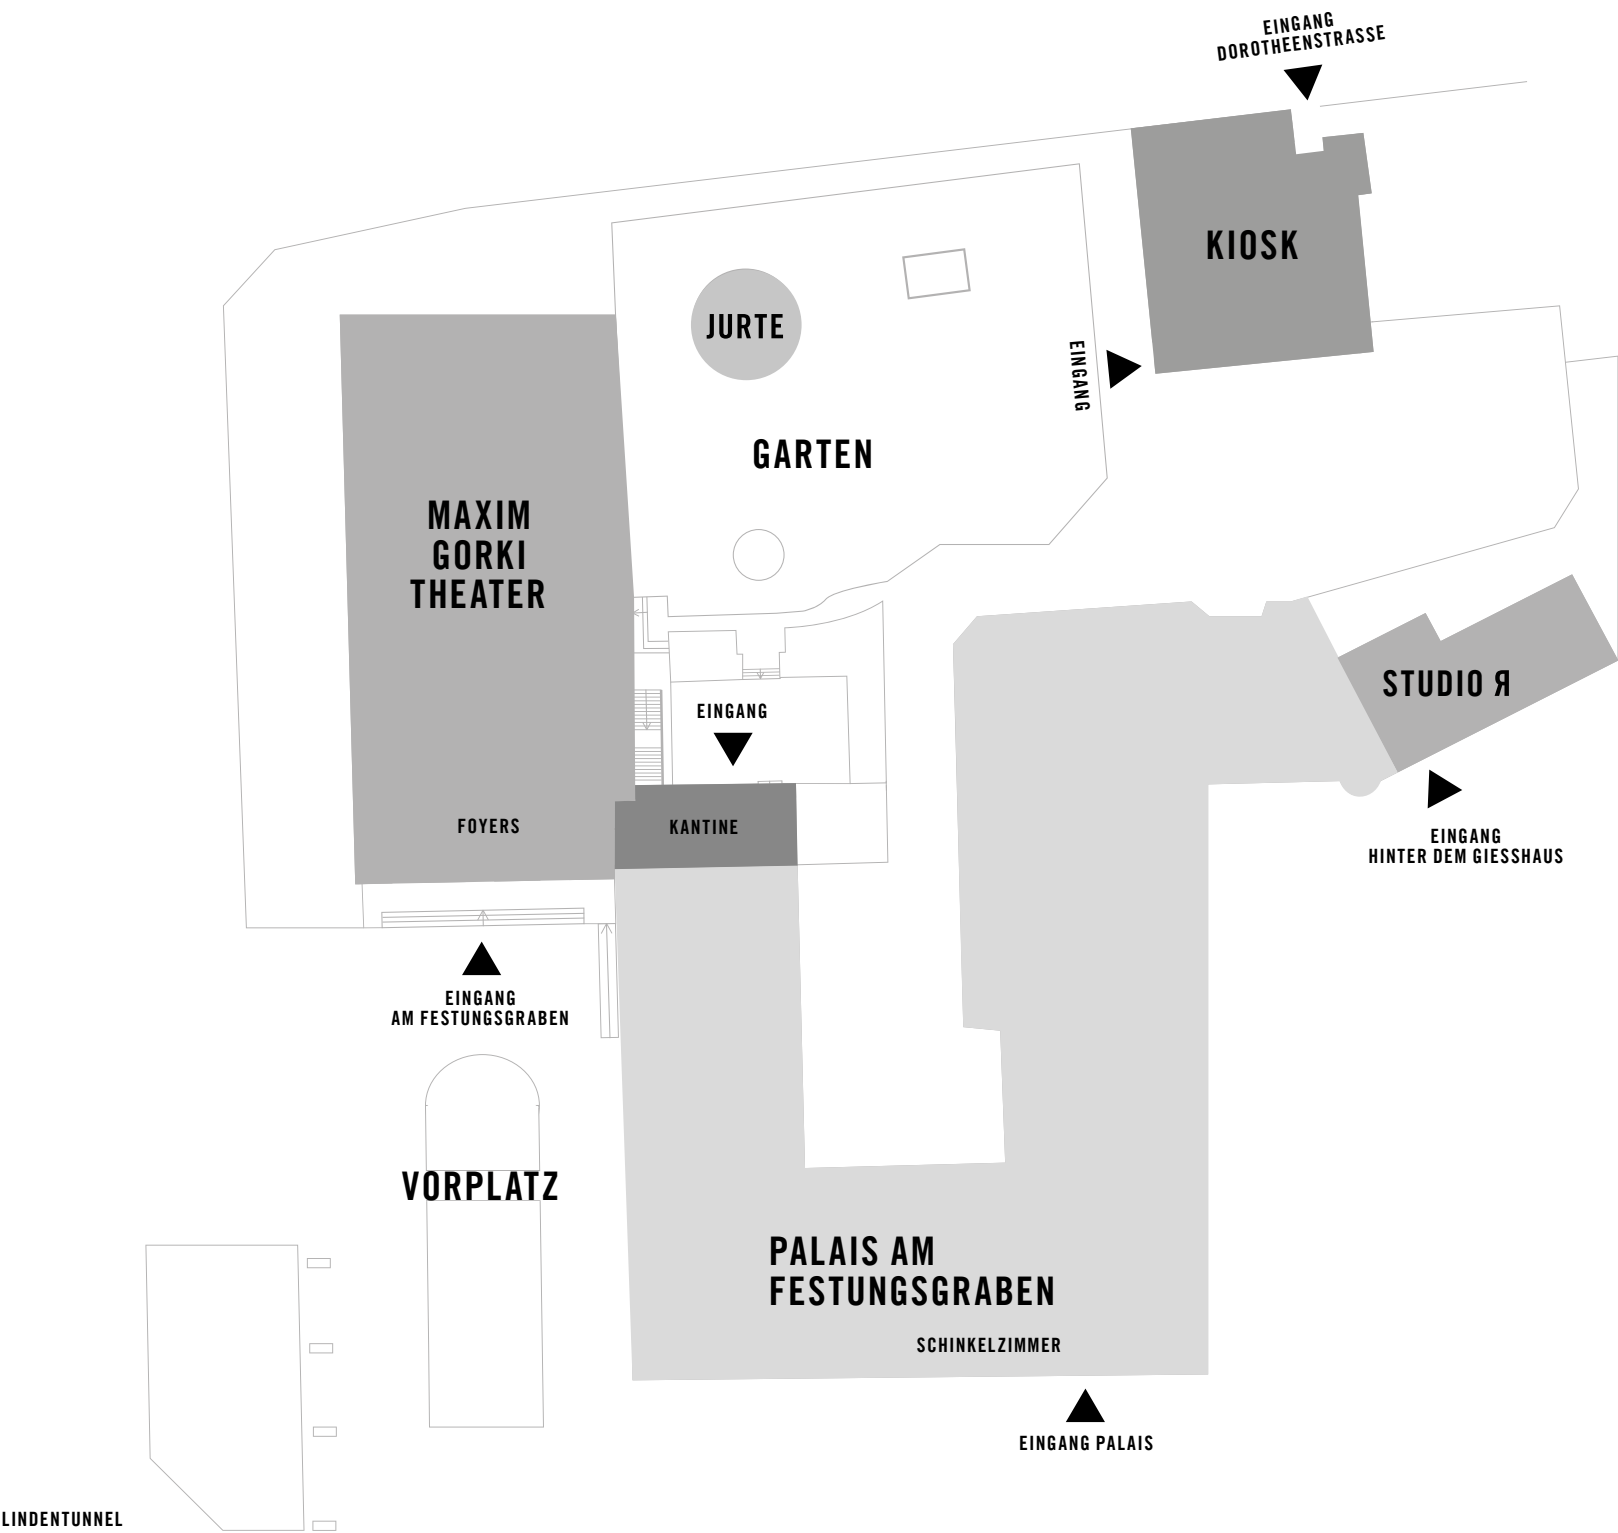 EINGANG
DOROTHEENSTRASSE
KIOSK
JURTE
EINGANG
GARTEN
MAXIM
GORKI
THEATER
STUDIO Я
EINGANG
FOYERS
KANTINE
EINGANG
HINTER DEM GIESSHAUS
EINGANG
AM FESTUNGSGRABEN
VORPLATZ
PALAIS AM
FESTUNGSGRABEN
SCHINKELZIMMER
EINGANG PALAIS
LINDENTUNNEL